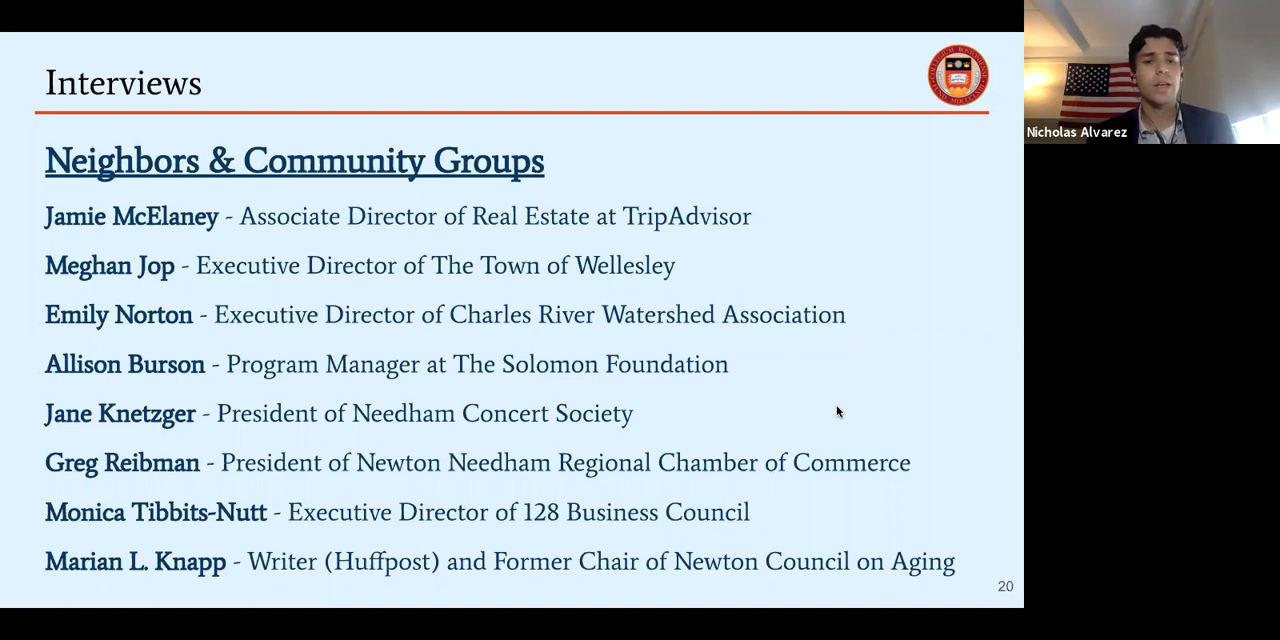 Interviews
Neighbors & Community Groups
Jamie McElaney - Associate Director of Real Estate at TripAdvisor
Meghan Jop - Executive Director of The Town of Wellesley
Emily Norton - Executive Director of Charles River Watershed Association
Allison Burson - Program Manager at The Solomon Foundation
Jane Knetzger - President of Needham Concert Society
Greg Reibman - President of Newton Needham Regional Chamber of Commerce
Monica Tibbits-Nutt - Executive Director of 128 Business Council
Marian L. Knapp - Writer (Huffpost) and Former Chair of Newton Council on Aging
20
Nicholas Alvarez